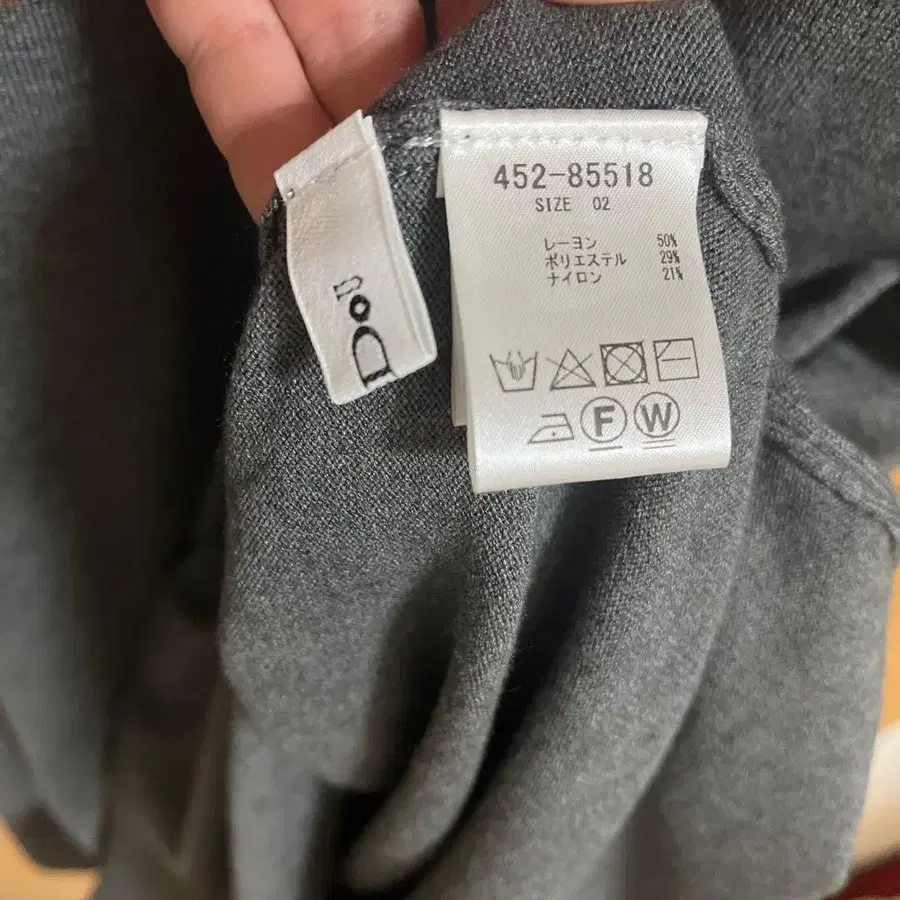 452-85518
SIZE 02
レーヨン 50%
ポリエステル 29%
ナイロン 21%
F W
Dou